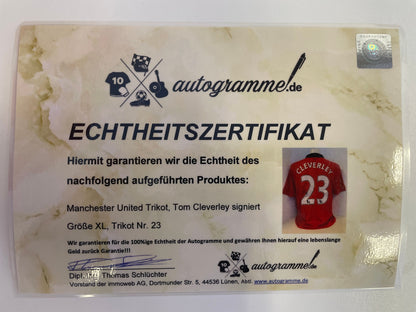 10
autogramme.de
ECHTHEITSZERTIFIKAT
Hiermit garantieren wir die Echtheit des
nachfolgend aufgeführten Produktes:
CLEVERLEY
23
Manchester United Trikot, Tom Cleverley signiert
Größe XL, Trikot Nr. 23
Wir garantieren für die 100%ige Echtheit der Autogramme und gewähren Ihnen hierauf eine lebenslange
Geld zurück Garantie!!!
autogramme.de
Thomas Schlüchter
Vorstand der immoweb AG, Dortmunder Str. 5, 44536 Lünen, Abtl. www.autogramme.de